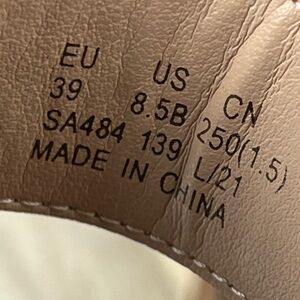 EU US CN
39 8.5B 250(1.5)
SA484 139 L/21
MADE IN CHINA